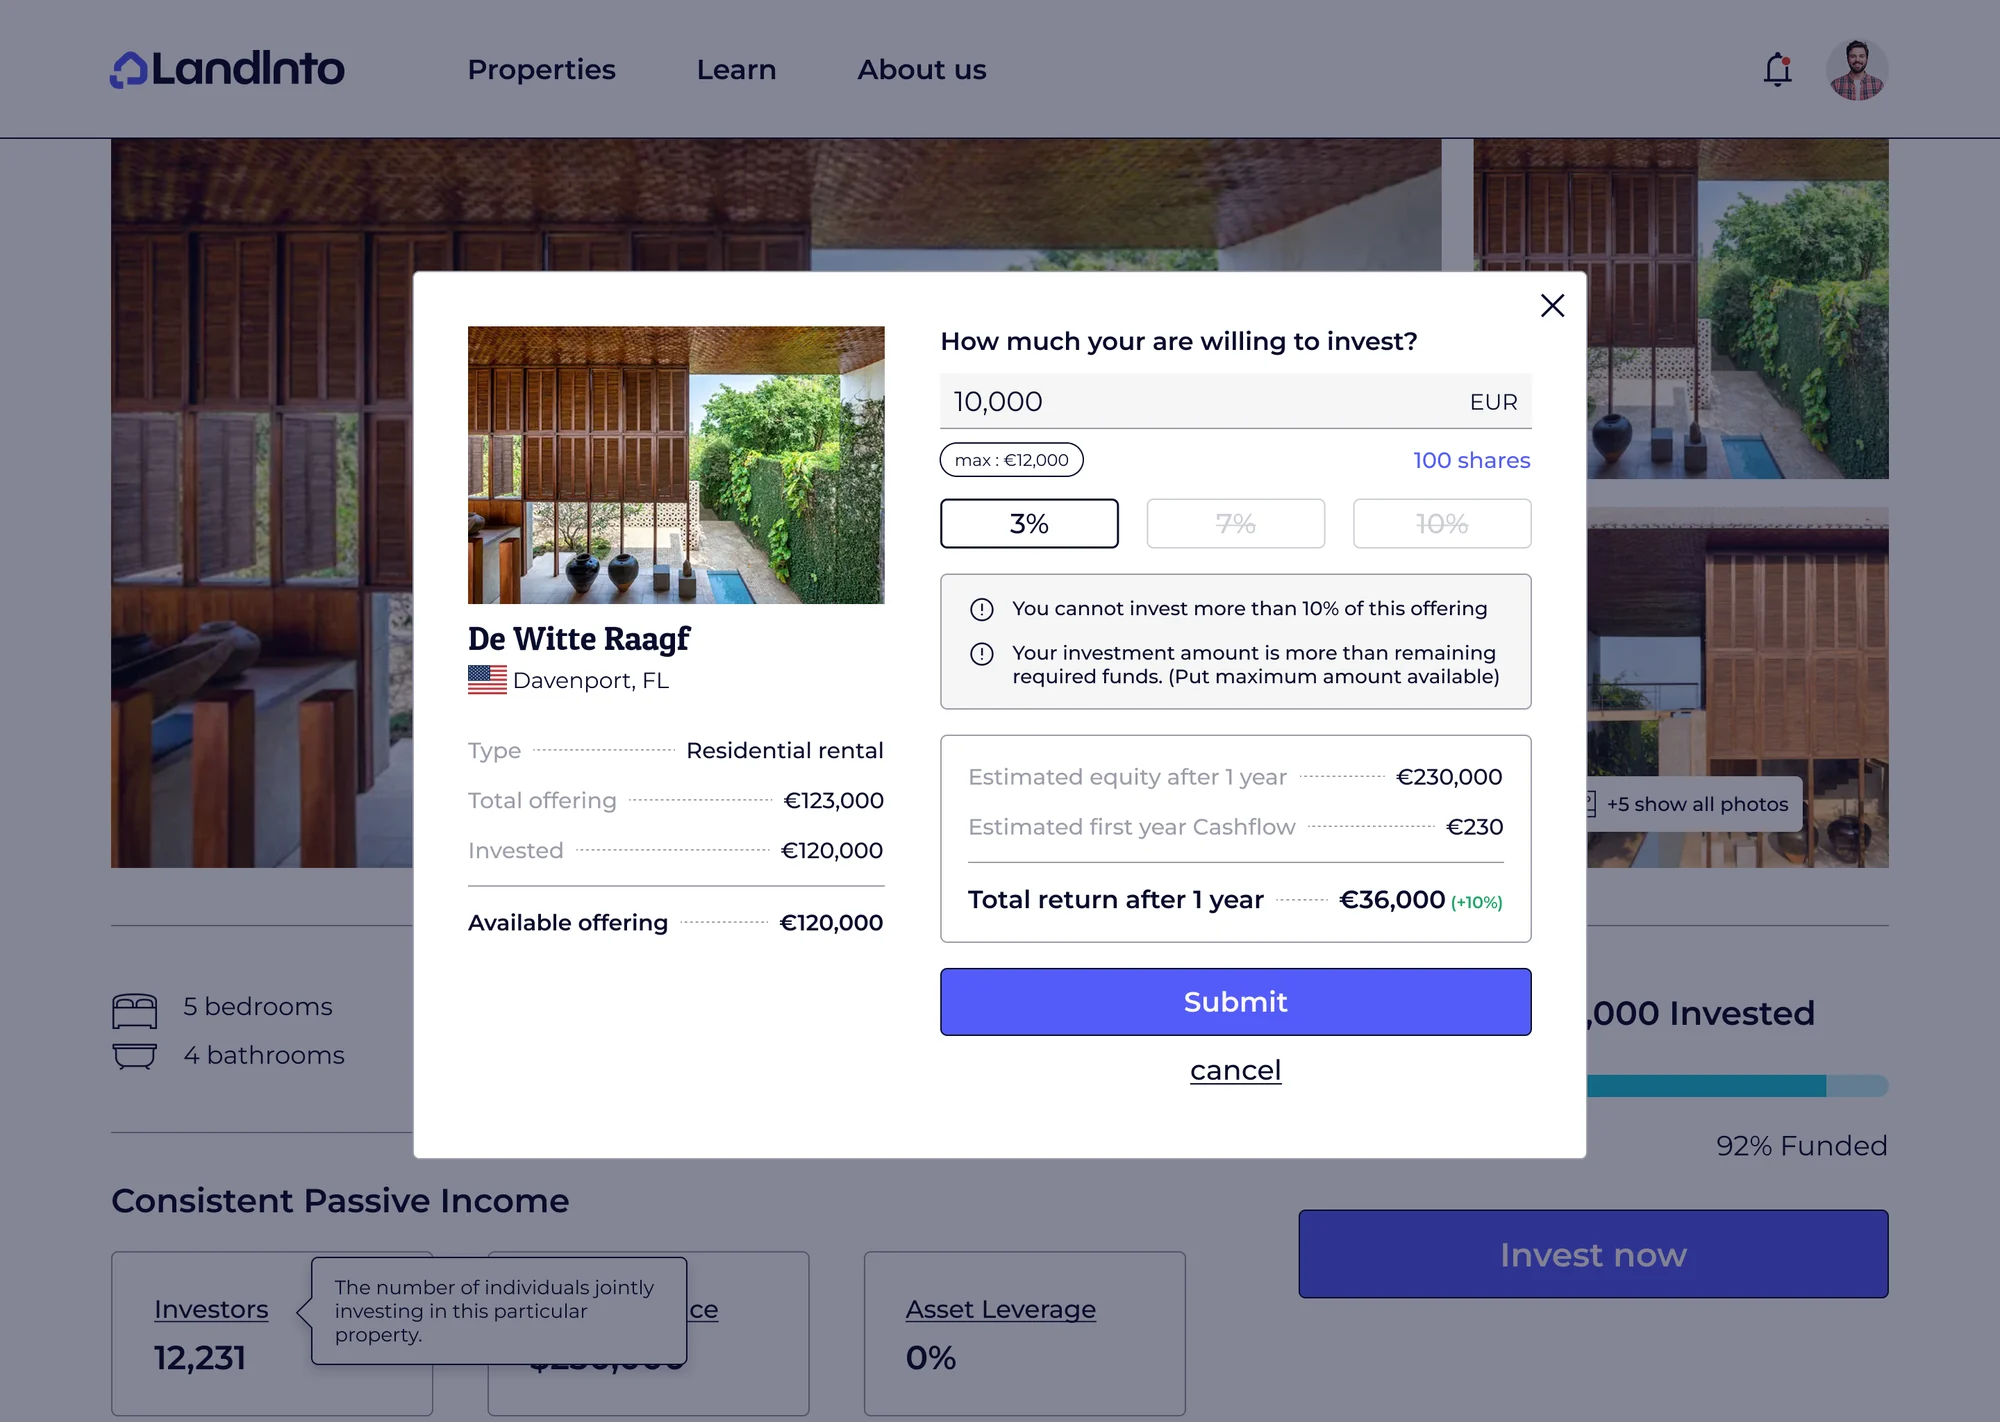 LandInto
Properties
Learn
About us
How much your are willing to invest?
10,000
EUR
max : €12,000
100 shares
3%
7%
10%
You cannot invest more than 10% of this offering
Your investment amount is more than remaining
required funds. (Put maximum amount available)
De Witte Raagf
Davenport, FL
Type
Residential rental
Total offering
€123,000
Invested
€120,000
Available offering
€120,000
Estimated equity after 1 year
€230,000
Estimated first year Cashflow
€230
Total return after 1 year
€36,000 (+10%)
Submit
cancel
+5 show all photos
5 bedrooms
4 bathrooms
,000 Invested
92% Funded
Consistent Passive Income
Invest now
Investors
12,231
The number of individuals jointly
investing in this particular
property.
ce
Asset Leverage
0%